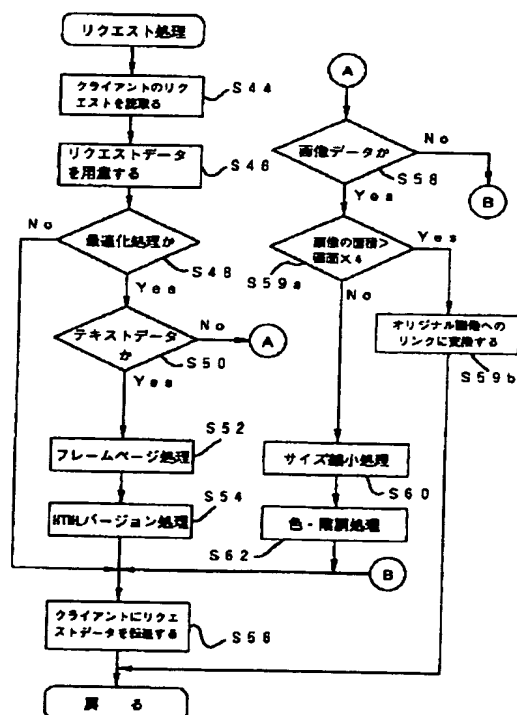 リクエスト処理
クライアントのリク
エストを読取る
S44
リクエストデータ
を用意する
S46
No
最適化処理か
S48
Yes
テキストデータ
か
No
A
S50
Yes
S52
フレームページ処理
S54
HTMLバージョン処理
クライアントにリクエ
ストデータを転送する
S56
戻る
A
画像データか
No
S58
B
Yes
画像の面積>
画面×4
Yes
S59a
No
オリジナル画像への
リンクに変換する
S59b
サイズ縮小処理
S60
色・階調処理
S62
B